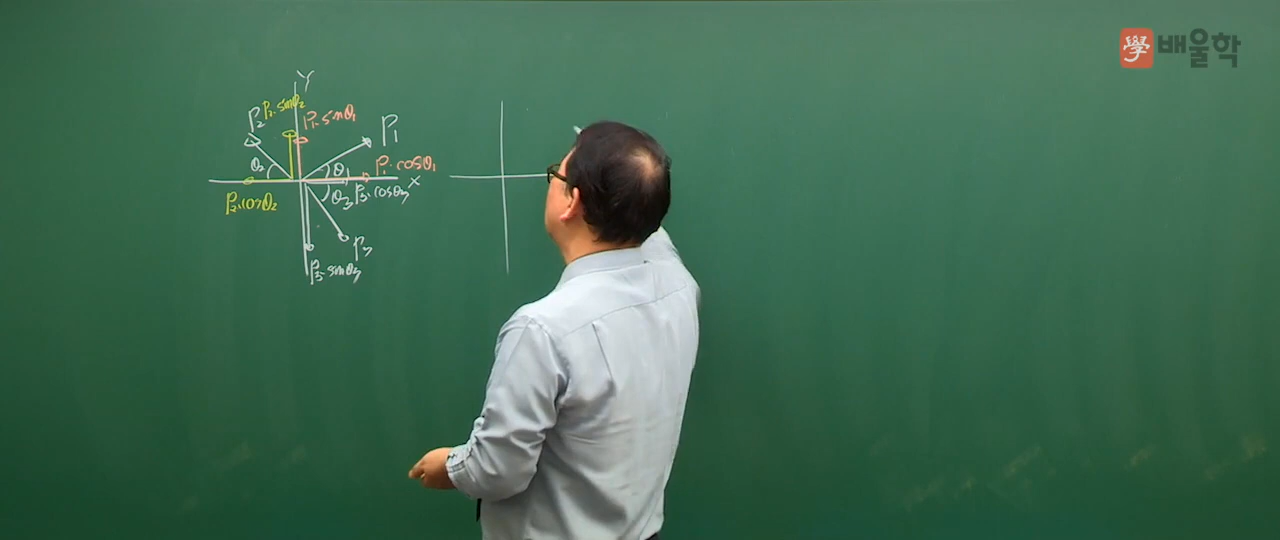 學 배울학
Y
P₂ P₂·sinθ₂
P₁·sinθ₁
P₁
θ₂
θ₁
P₁·cosθ₁
X
P₂·cosθ₂
θ₃ P₃·cosθ₃
P₃
P₃·sinθ₃